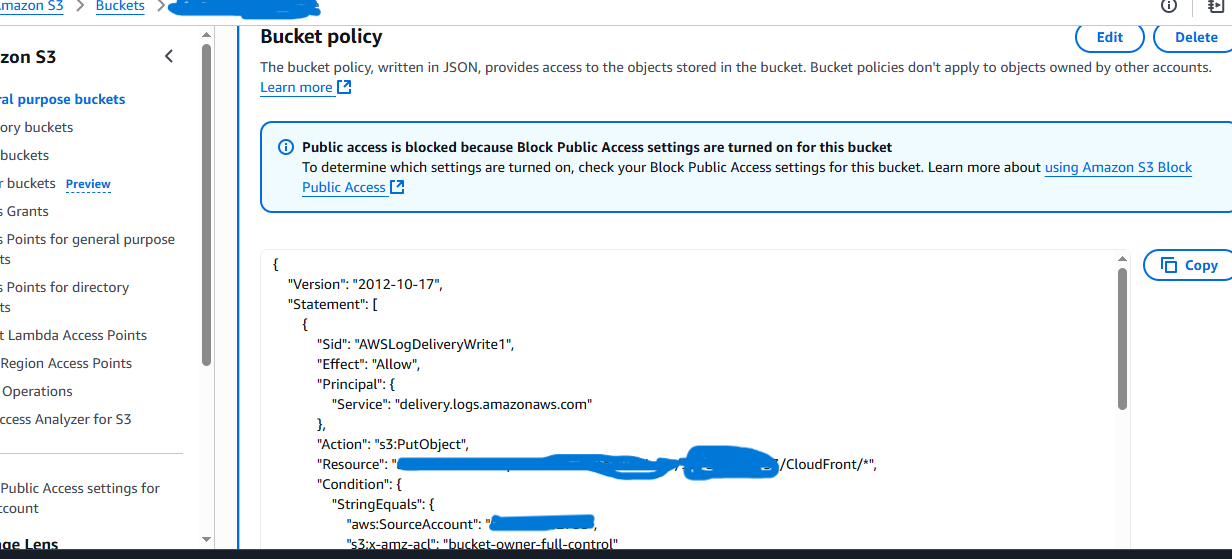 mazon S3 > Buckets >
Bucket policy
Edit
Delete
The bucket policy, written in JSON, provides access to the objects stored in the bucket. Bucket policies don't apply to objects owned by other accounts.
Learn more
Public access is blocked because Block Public Access settings are turned on for this bucket
To determine which settings are turned on, check your Block Public Access settings for this bucket. Learn more about using Amazon S3 Block
Public Access
Copy
{
"Version": "2012-10-17",
"Statement": [
{
"Sid": "AWSLogDeliveryWrite1",
"Effect": "Allow",
"Principal": {
"Service": "delivery.logs.amazonaws.com"
},
"Action": "s3:PutObject",
"Resource": " /CloudFront/*",
"Condition": {
"StringEquals": {
"aws:SourceAccount": " ,
"s3:x-amz-acl": "bucket-owner-full-control"
zon S3
ral purpose buckets
ory buckets
buckets
r buckets Preview
s Grants
s Points for general purpose
ts
s Points for directory
ts
t Lambda Access Points
Region Access Points
Operations
ccess Analyzer for S3
Public Access settings for
ccount
ge Lens